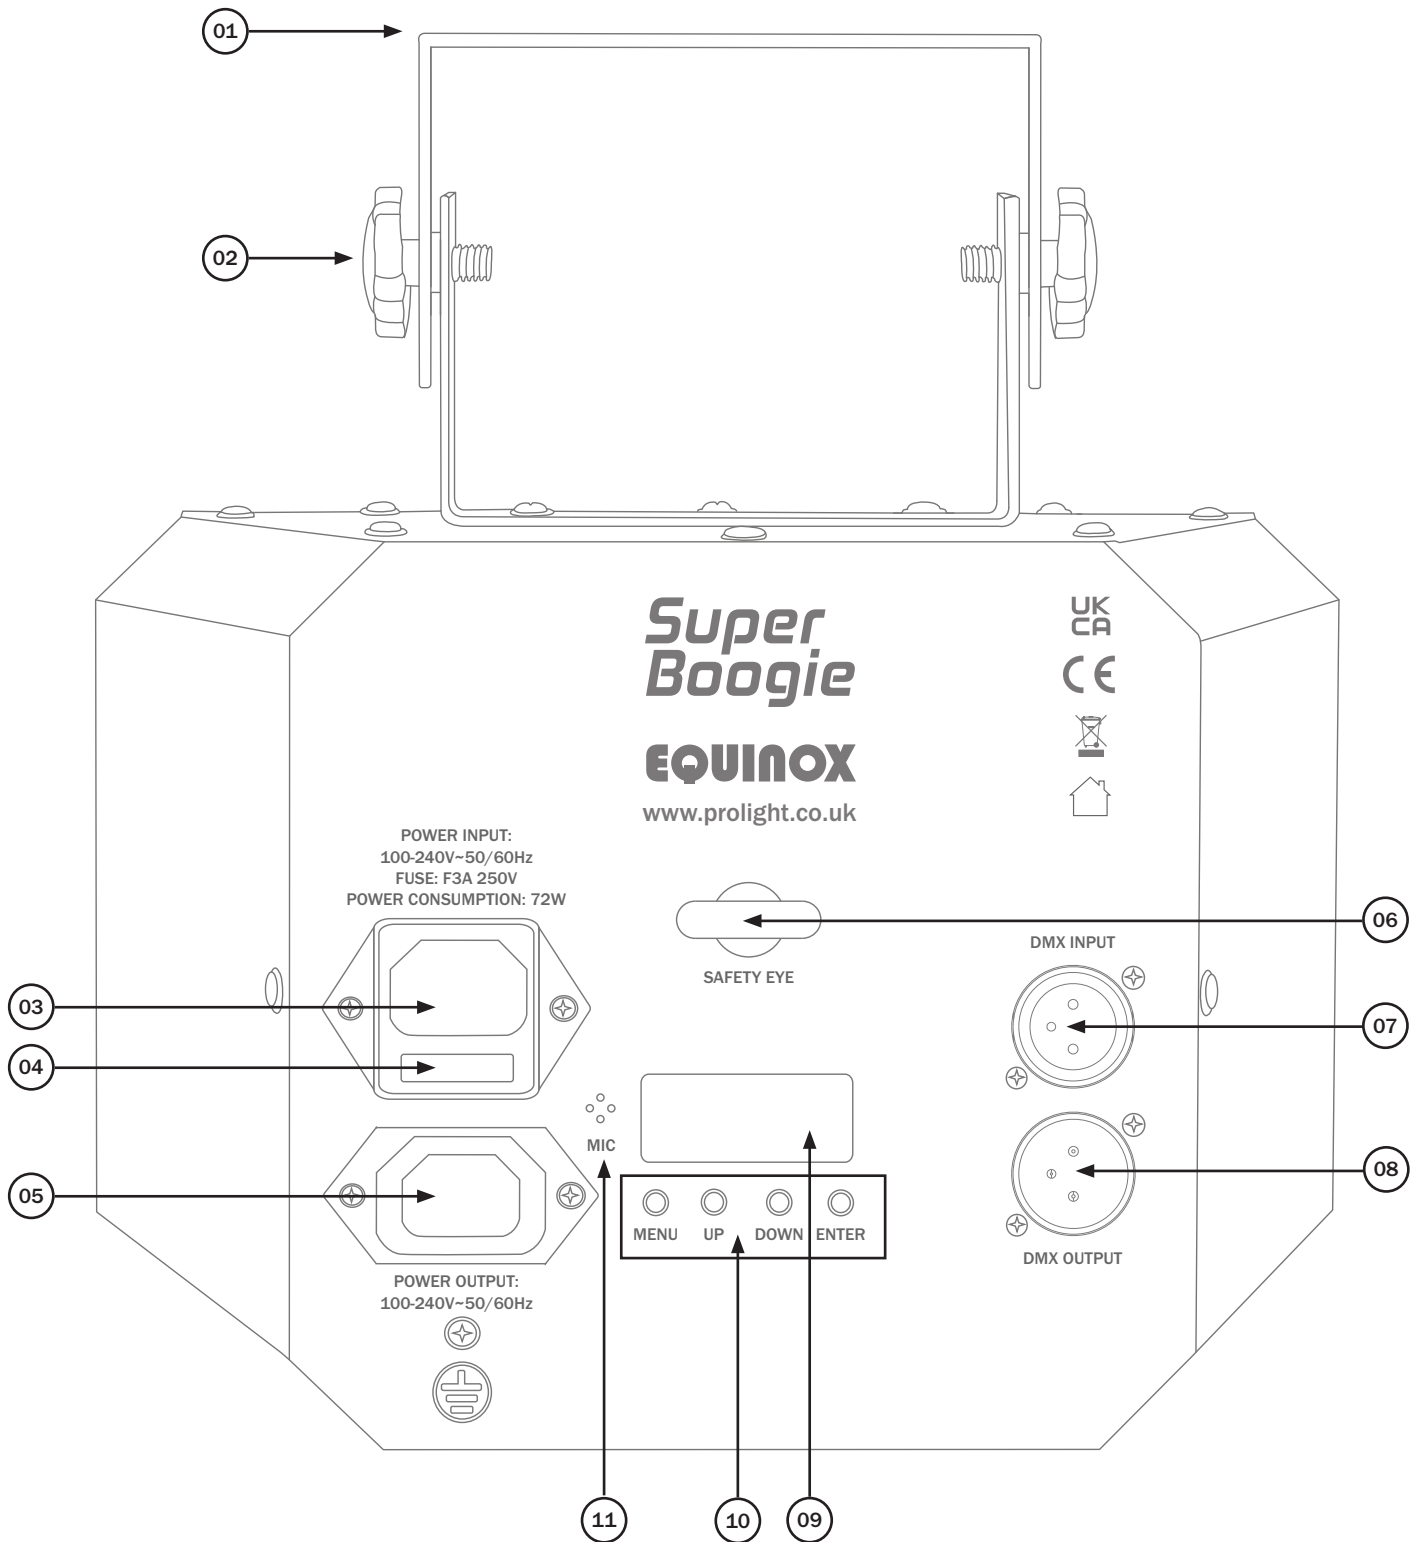 01
02
Super
Boogie
EQUINOX
www.prolight.co.uk
UK
CA
CE
POWER INPUT:
100-240V~50/60Hz
FUSE: F3A 250V
POWER CONSUMPTION: 72W
SAFETY EYE
06
DMX INPUT
03
07
04
MIC
05
MENU UP DOWN ENTER
08
DMX OUTPUT
POWER OUTPUT:
100-240V~50/60Hz
11
10
09